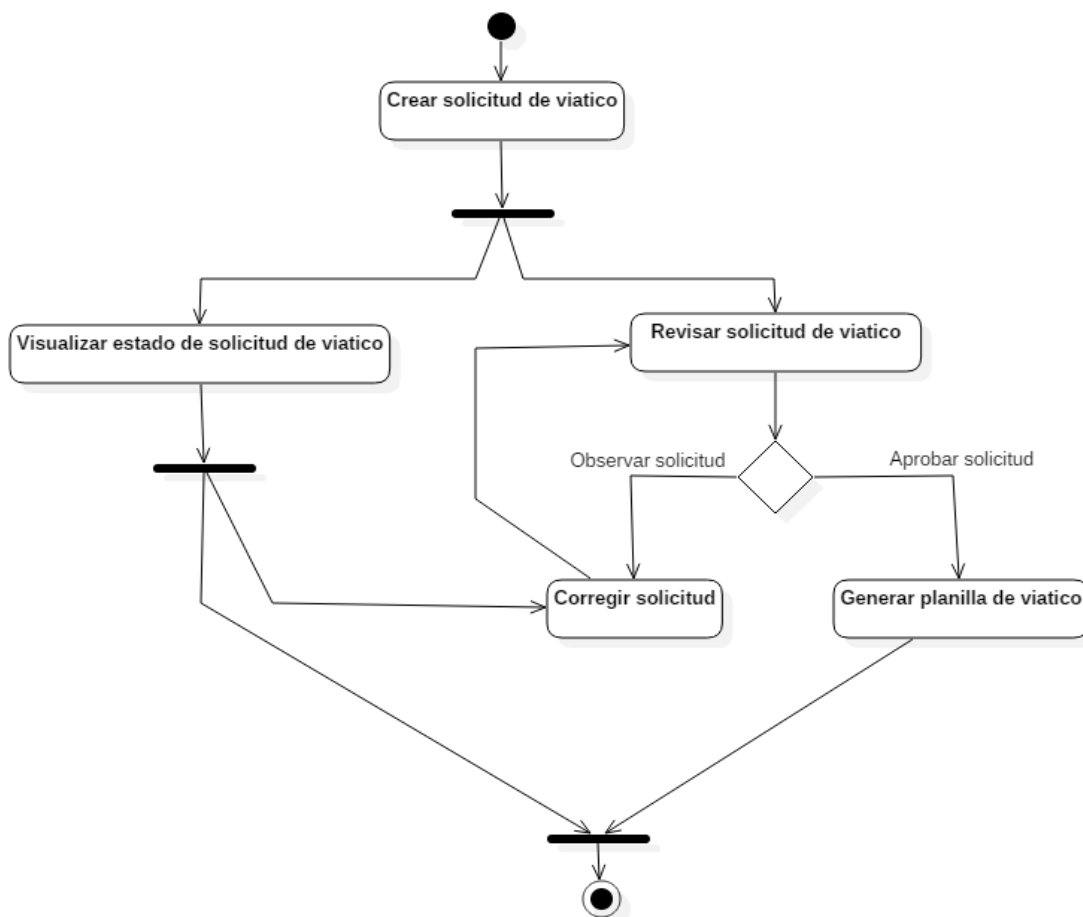 Crear solicitud de viatico
Visualizar estado de solicitud de viatico
Revisar solicitud de viatico
Observar solicitud
Aprobar solicitud
Corregir solicitud
Generar planilla de viatico